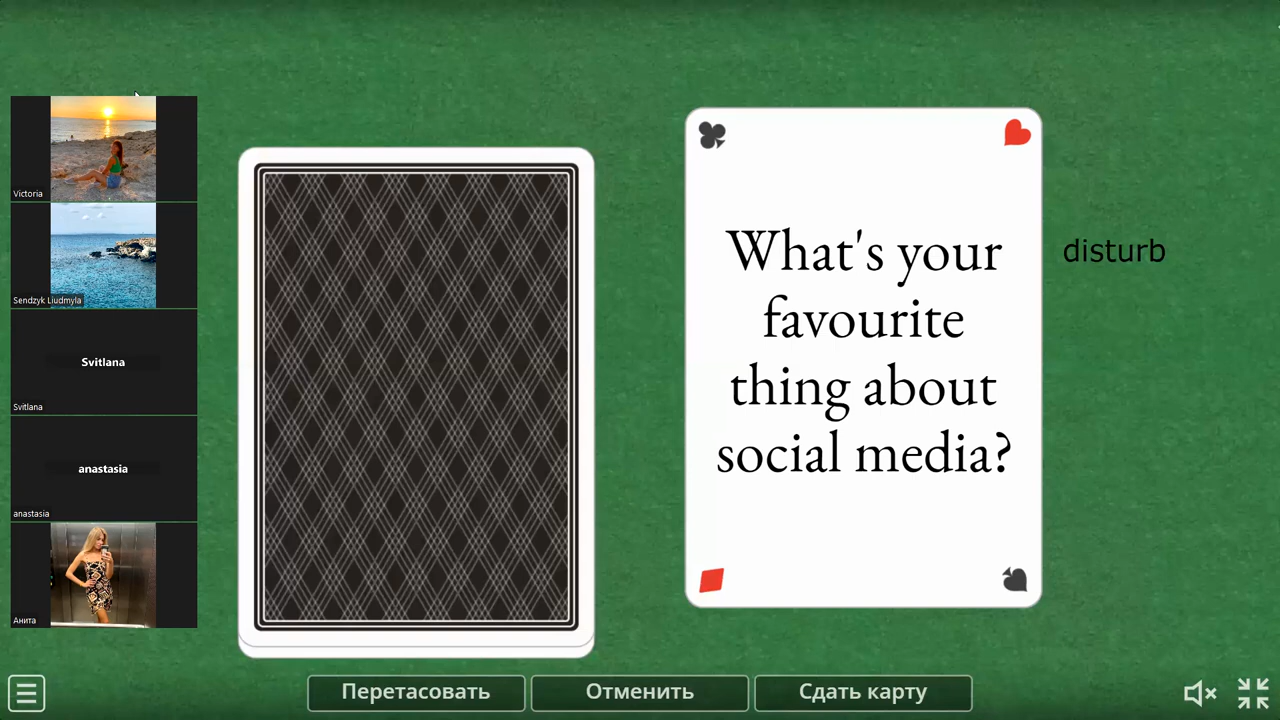 Victoria
Sendzyk Liudmyla
Svitlana
Svitlana
anastasia
anastasia
Анита
What's your
favourite
thing about
social media?
disturb
Перетасовать
Отменить
Сдать карту